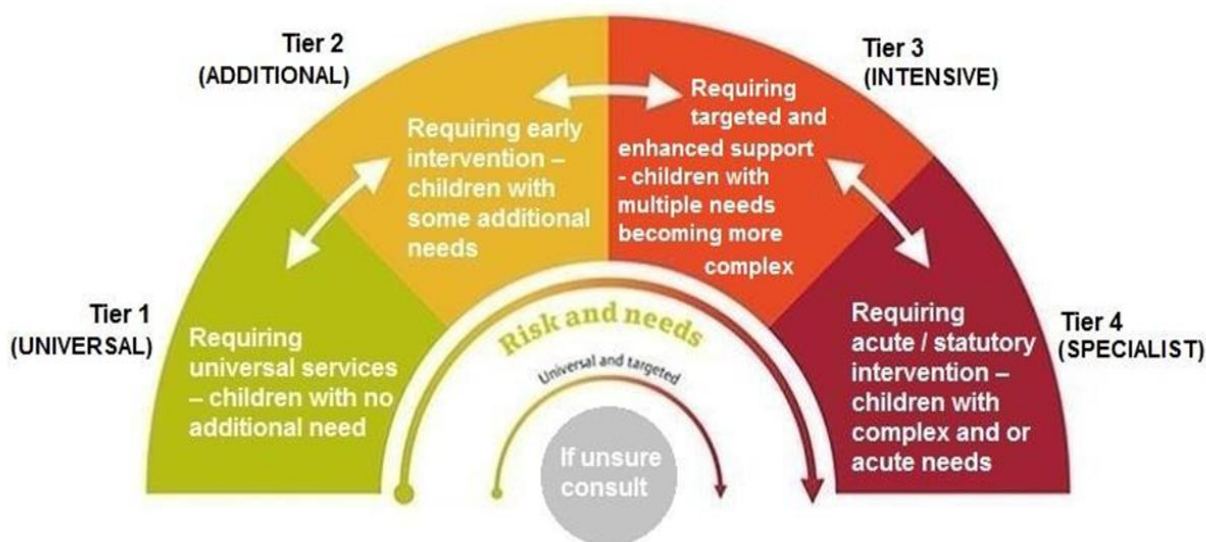 Tier 1
(UNIVERSAL)
Requiring
universal services
– children with no
additional need
Tier 2
(ADDITIONAL)
Requiring early
intervention –
children with
some additional
needs
Tier 3
(INTENSIVE)
Requiring
targeted and
enhanced support
- children with
multiple needs
becoming more
complex
Tier 4
(SPECIALIST)
Requiring
acute / statutory
intervention –
children with
complex and or
acute needs
Risk and needs
Universal and targeted
If unsure
consult